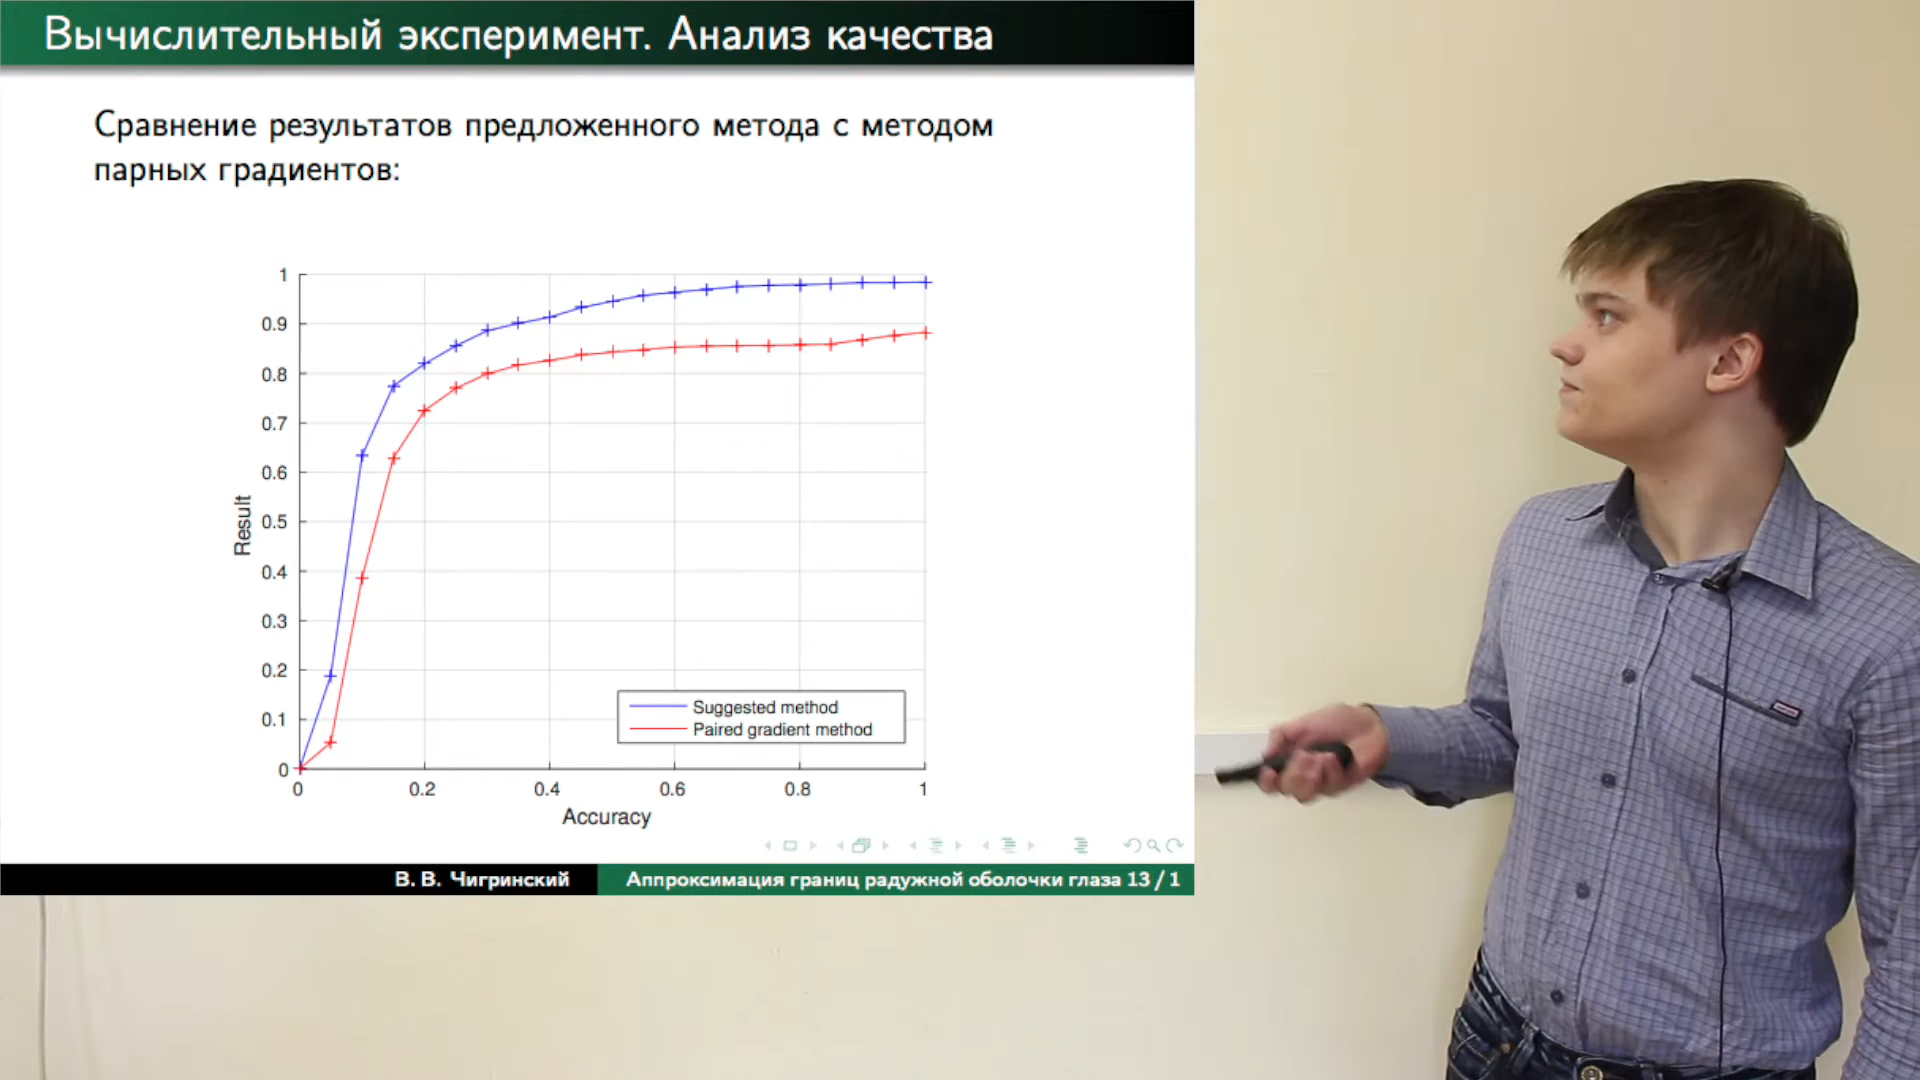 Вычислительный эксперимент. Анализ качества
Сравнение результатов предложенного метода с методом
парных градиентов:
1
0.9
0.8
0.7
0.6
0.5
0.4
0.3
0.2
0.1
0
Result
Suggested method
Paired gradient method
0 0.2 0.4 0.6 0.8 1
Accuracy
В. В. Чигринский Аппроксимация границ радужной оболочки глаза 13 / 1